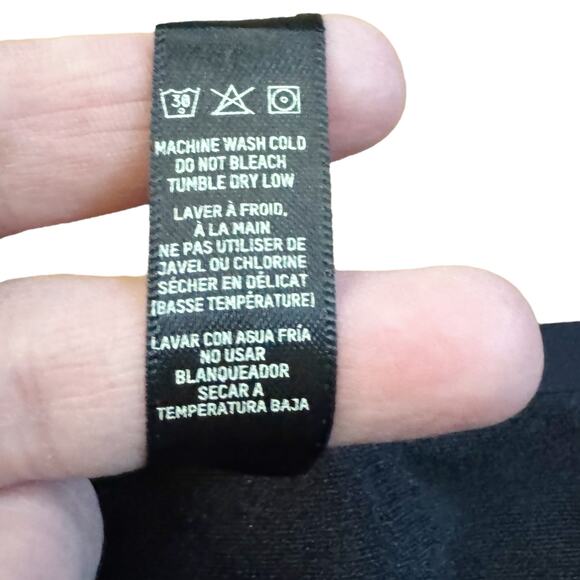 30
MACHINE WASH COLD
DO NOT BLEACH
TUMBLE DRY LOW
LAVER À FROID,
À LA MAIN
NE PAS UTILISER DE
JAVEL OU CHLORINE
SÉCHER EN DÉLICAT
(BASSE TEMPÉRATURE)
LAVAR CON AGUA FRÍA
NO USAR
BLANQUEADOR
SECAR A
TEMPERATURA BAJA